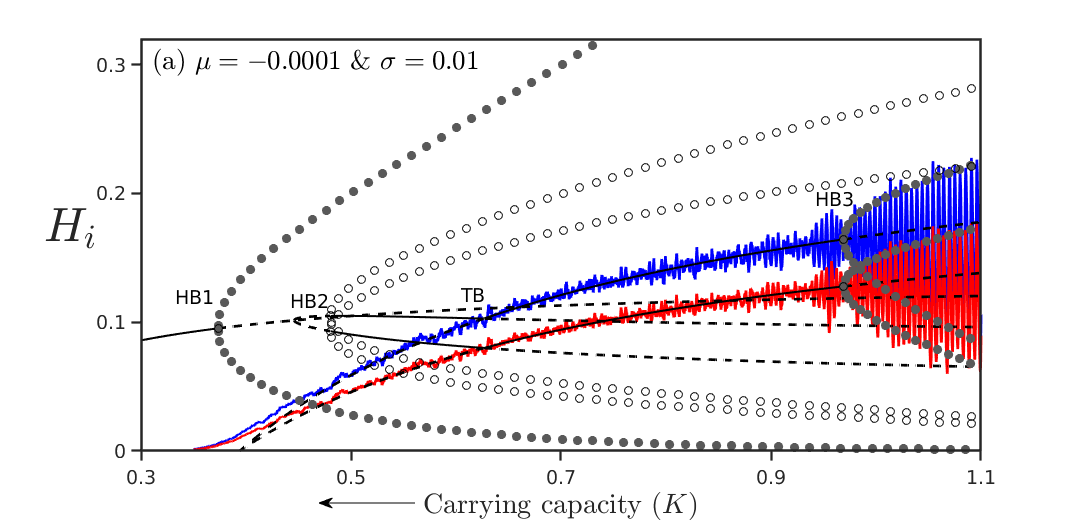 (a) μ = −0.0001 & σ = 0.01
0.3
0.2
HB3
H_i
HB1
HB2
TB
0.1
0
0.3
0.5
0.7
0.9
1.1
← Carrying capacity (K)